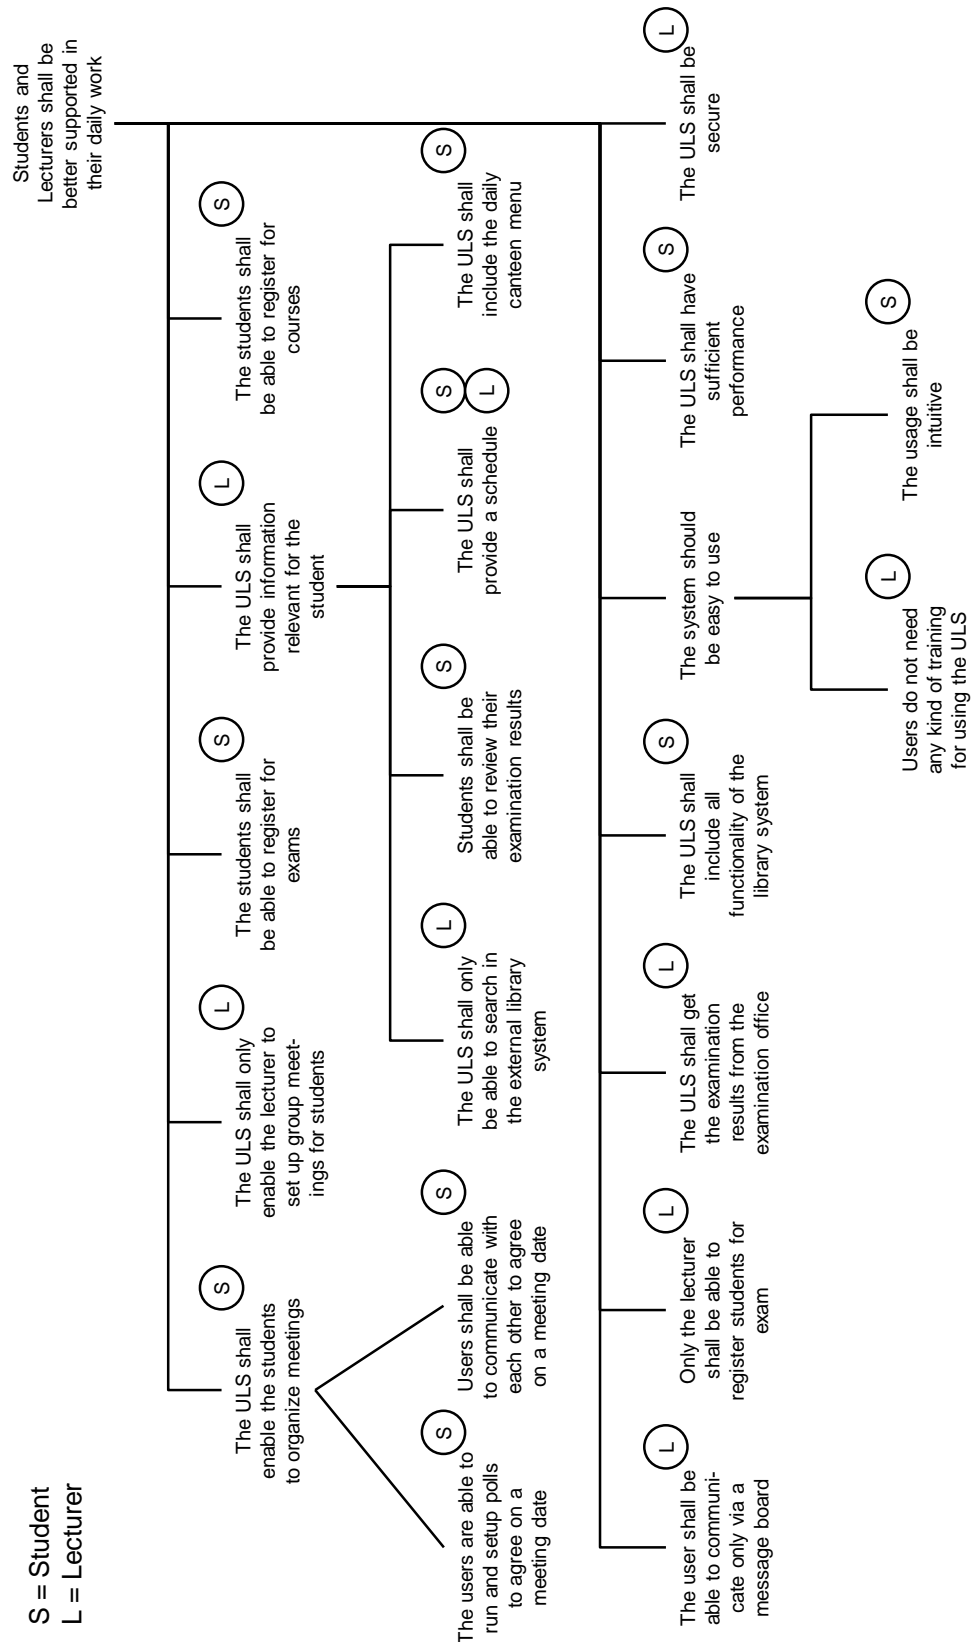 S = Student
L = Lecturer
Students and
Lecturers shall be
better supported in
their daily work
S
The ULS shall
enable the students
to organize meetings
L
The ULS shall only
enable the lecturer to
set up group meet-
ings for students
S
The students shall
be able to register for
exams
L
The ULS shall
provide information
relevant for the
student
S
The students shall
be able to register for
courses
S
The users are able to
run and setup polls
to agree on a
meeting date
S
Users shall be able
to communicate with
each other to agree
on a meeting date
L
The ULS shall only
be able to search in
the external library
system
S
Students shall be
able to review their
examination results
S
L
The ULS shall
provide a schedule
S
The ULS shall
include the daily
canteen menu
L
The user shall be
able to communi-
cate only via a
message board
L
Only the lecturer
shall be able to
register students for
exam
L
The ULS shall get
the examination
results from the
examination office
S
The ULS shall
include all
functionality of the
library system
The system should
be easy to use
S
The ULS shall have
sufficient
performance
L
The ULS shall be
secure
L
Users do not need
any kind of training
for using the ULS
S
The usage shall be
intuitive